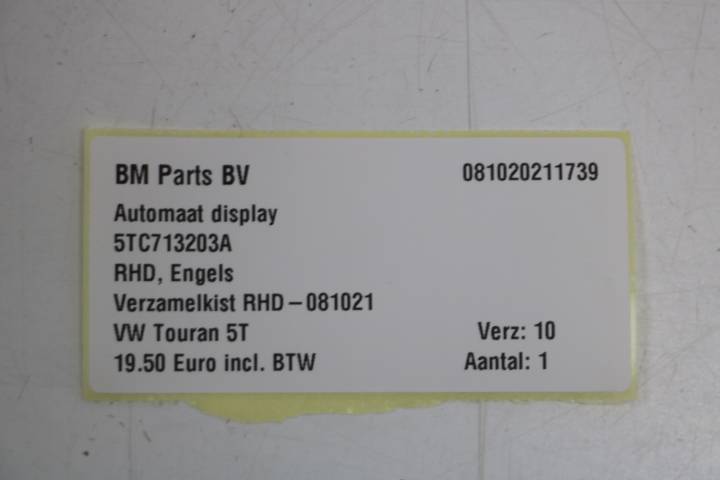 BM Parts BV 081020211739
Automaat display
5TC713203A
RHD, Engels
Verzamelkist RHD-081021
VW Touran 5T Verz: 10
19.50 Euro incl. BTW Aantal: 1